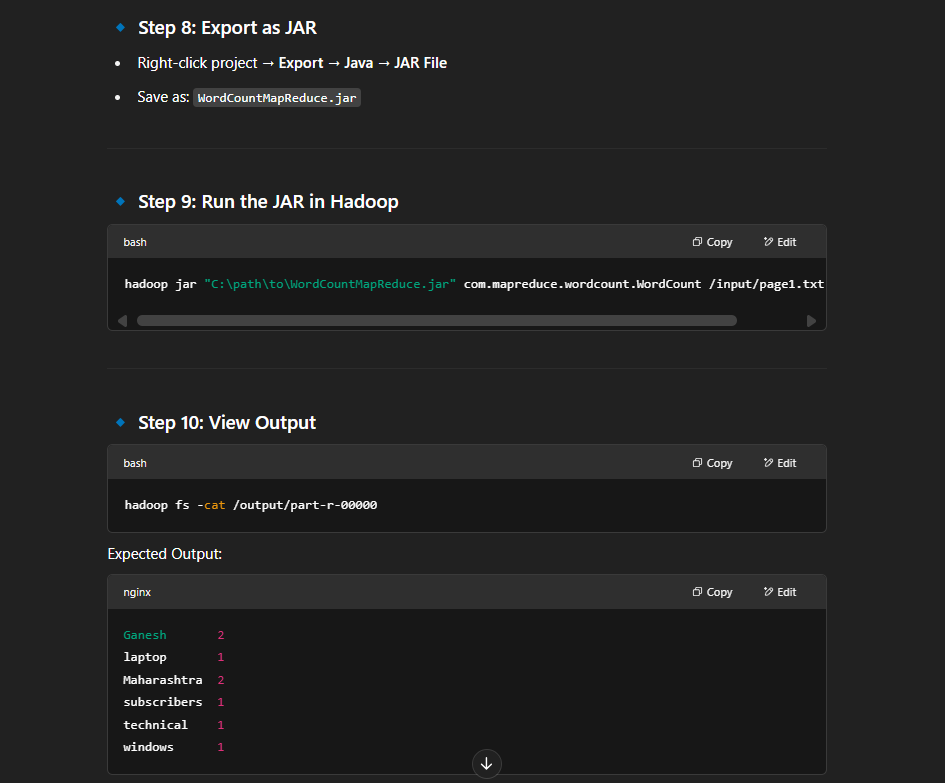 Step 8: Export as JAR
Right-click project → Export → Java → JAR File
Save as: WordCountMapReduce.jar
Step 9: Run the JAR in Hadoop
bash Copy Edit
hadoop jar "C:\path\to\WordCountMapReduce.jar" com.mapreduce.wordcount.WordCount /input/page1.txt
Step 10: View Output
bash Copy Edit
hadoop fs -cat /output/part-r-00000
Expected Output:
nginx Copy Edit
Ganesh 2
laptop 1
Maharashtra 2
subscribers 1
technical 1
windows 1